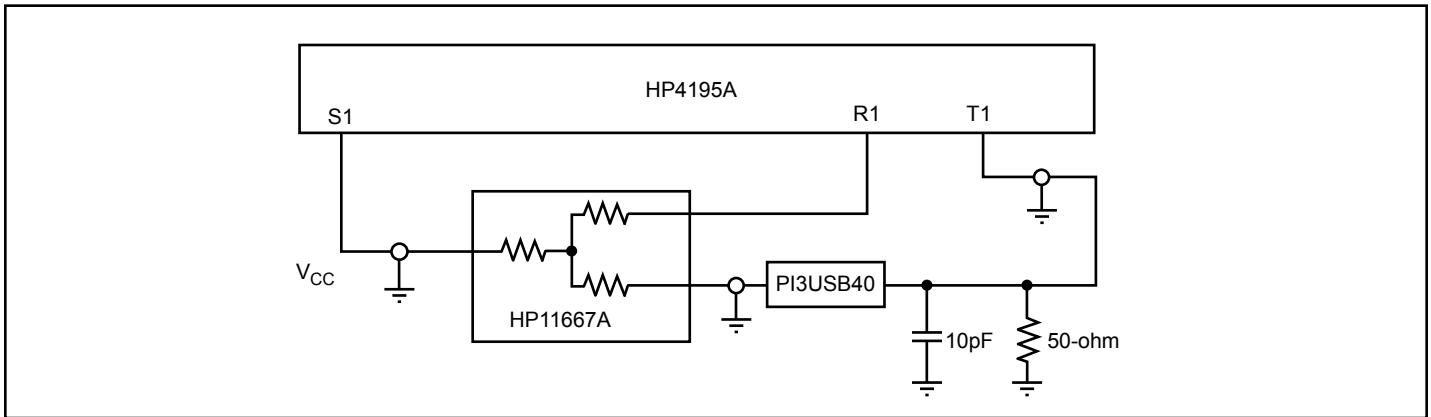 HP4195A
S1
R1
T1
V_CC
HP11667A
PI3USB40
10pF
50-ohm